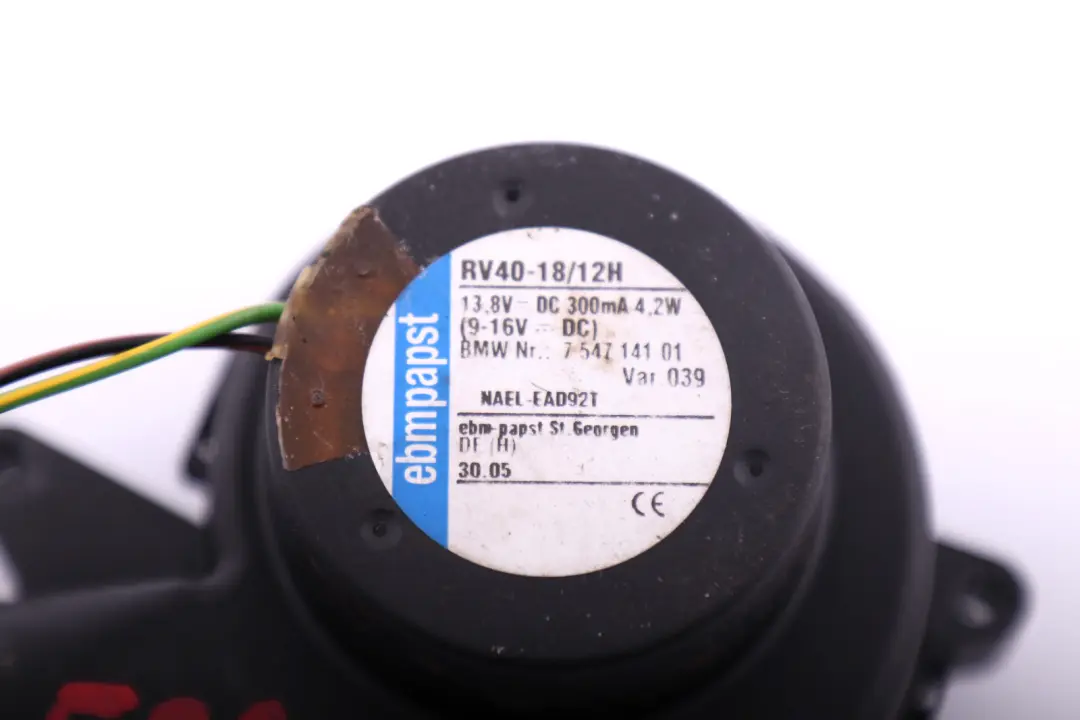 ebmpapst
RV40-18/12H
13,8V DC 300mA 4,2W
(9-16V DC)
BMW Nr.: 7 547 141 01
Var 039
NAEL-EAD92T
ebm-papst St.Georgen
DE (H)
30.05
CE